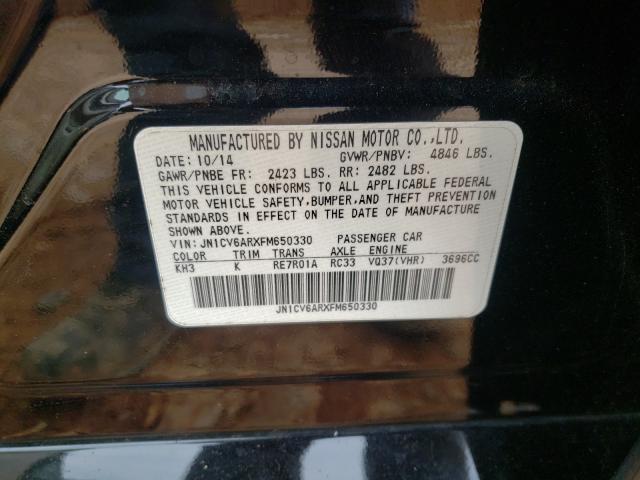 MANUFACTURED BY NISSAN MOTOR CO.,LTD.
DATE: 10/14 GVWR/PNBV: 4846 LBS.
GAWR/PNBE FR: 2423 LBS. RR: 2482 LBS.
THIS VEHICLE CONFORMS TO ALL APPLICABLE FEDERAL
MOTOR VEHICLE SAFETY,BUMPER,AND THEFT PREVENTION
STANDARDS IN EFFECT ON THE DATE OF MANUFACTURE
SHOWN ABOVE.
VIN: JN1CV6ARXFM650330 PASSENGER CAR
COLOR TRIM TRANS AXLE ENGINE
KH3 K RE7R01A RC33 VQ37(VHR) 3696CC
JN1CV6ARXFM650330